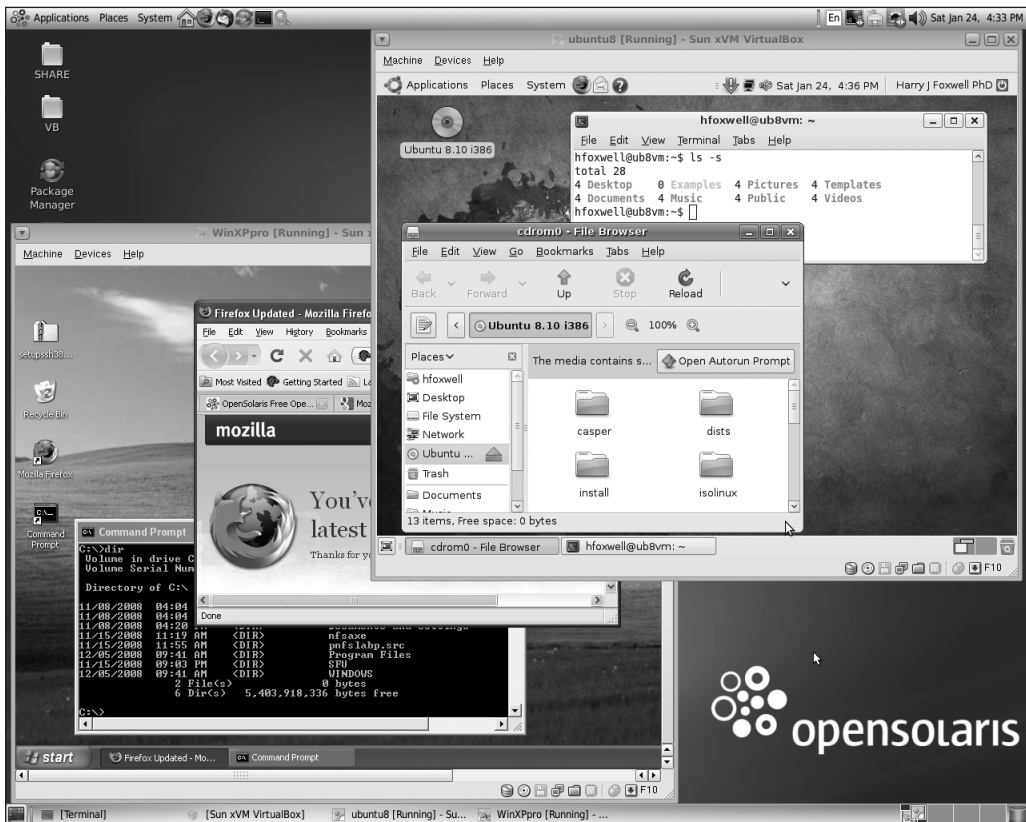 Applications Places System
En
Sat Jan 24, 4:33 PM
SHARE
VB
Package
Manager
ubuntu8 [Running] - Sun xVM VirtualBox
Machine Devices Help
Applications Places System
Sat Jan 24, 4:36 PM
Harry J Foxwell PhD
Ubuntu 8.10 i386
hfoxwell@ub8vm: ~
File Edit View Terminal Tabs Help
hfoxwell@ub8vm:~$ ls -s
total 28
4 Desktop 0 Examples 4 Pictures 4 Templates
4 Documents 4 Music 4 Public 4 Videos
hfoxwell@ub8vm:~$
cdrom0 - File Browser
File Edit View Go Bookmarks Tabs Help
Back Forward Up Stop Reload
Ubuntu 8.10 i386 100%
Places
The media contains s... Open Autorun Prompt
hfoxwell
Desktop
File System
Network
Ubuntu ...
Trash
Documents
Music
casper dists
install isolinux
13 items, Free space: 0 bytes
cdrom0 - File Browser hfoxwell@ub8vm: ~
F10
WinXPpro [Running] - Sun
Machine Devices Help
setupssh38...
Recycle Bin
Mozilla Firefox
Command
Prompt
Firefox Updated - Mozilla Firefo
File Edit View History Bookmarks
Most Visited Getting Started La
OpenSolaris Free Ope... Moz
mozilla
You've
latest
Thanks for yo
Done
Command Prompt
C:\>dir
Volume in drive C
Volume Serial Num
Directory of C:\
11/08/2008 04:04
11/08/2008 04:04
11/08/2008 04:20 PM <DIR> Documents and Settings
11/15/2008 11:19 AM <DIR> nfsaxe
11/15/2008 11:55 AM <DIR> pnfslabp.src
12/05/2008 09:41 AM <DIR> Program Files
11/15/2008 09:03 PM <DIR> SFU
12/05/2008 09:41 AM <DIR> WINDOWS
2 File(s) 0 bytes
6 Dir(s) 5,403,918,336 bytes free
C:\>
start Firefox Updated - Mo... Command Prompt
F10
opensolaris
[Terminal] [Sun xVM VirtualBox] ubuntu8 [Running] - Su... WinXPpro [Running] - ...